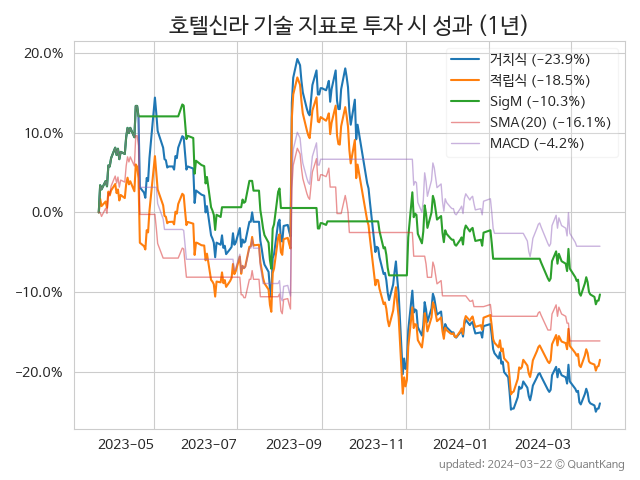 호텔신라 기술 지표로 투자 시 성과 (1년)
20.0%
10.0%
0.0%
−10.0%
−20.0%
거치식 (−23.9%)
적립식 (−18.5%)
SigM (−10.3%)
SMA(20) (−16.1%)
MACD (−4.2%)
2023-05
2023-07
2023-09
2023-11
2024-01
2024-03
updated: 2024-03-22 ⓒ QuantKang